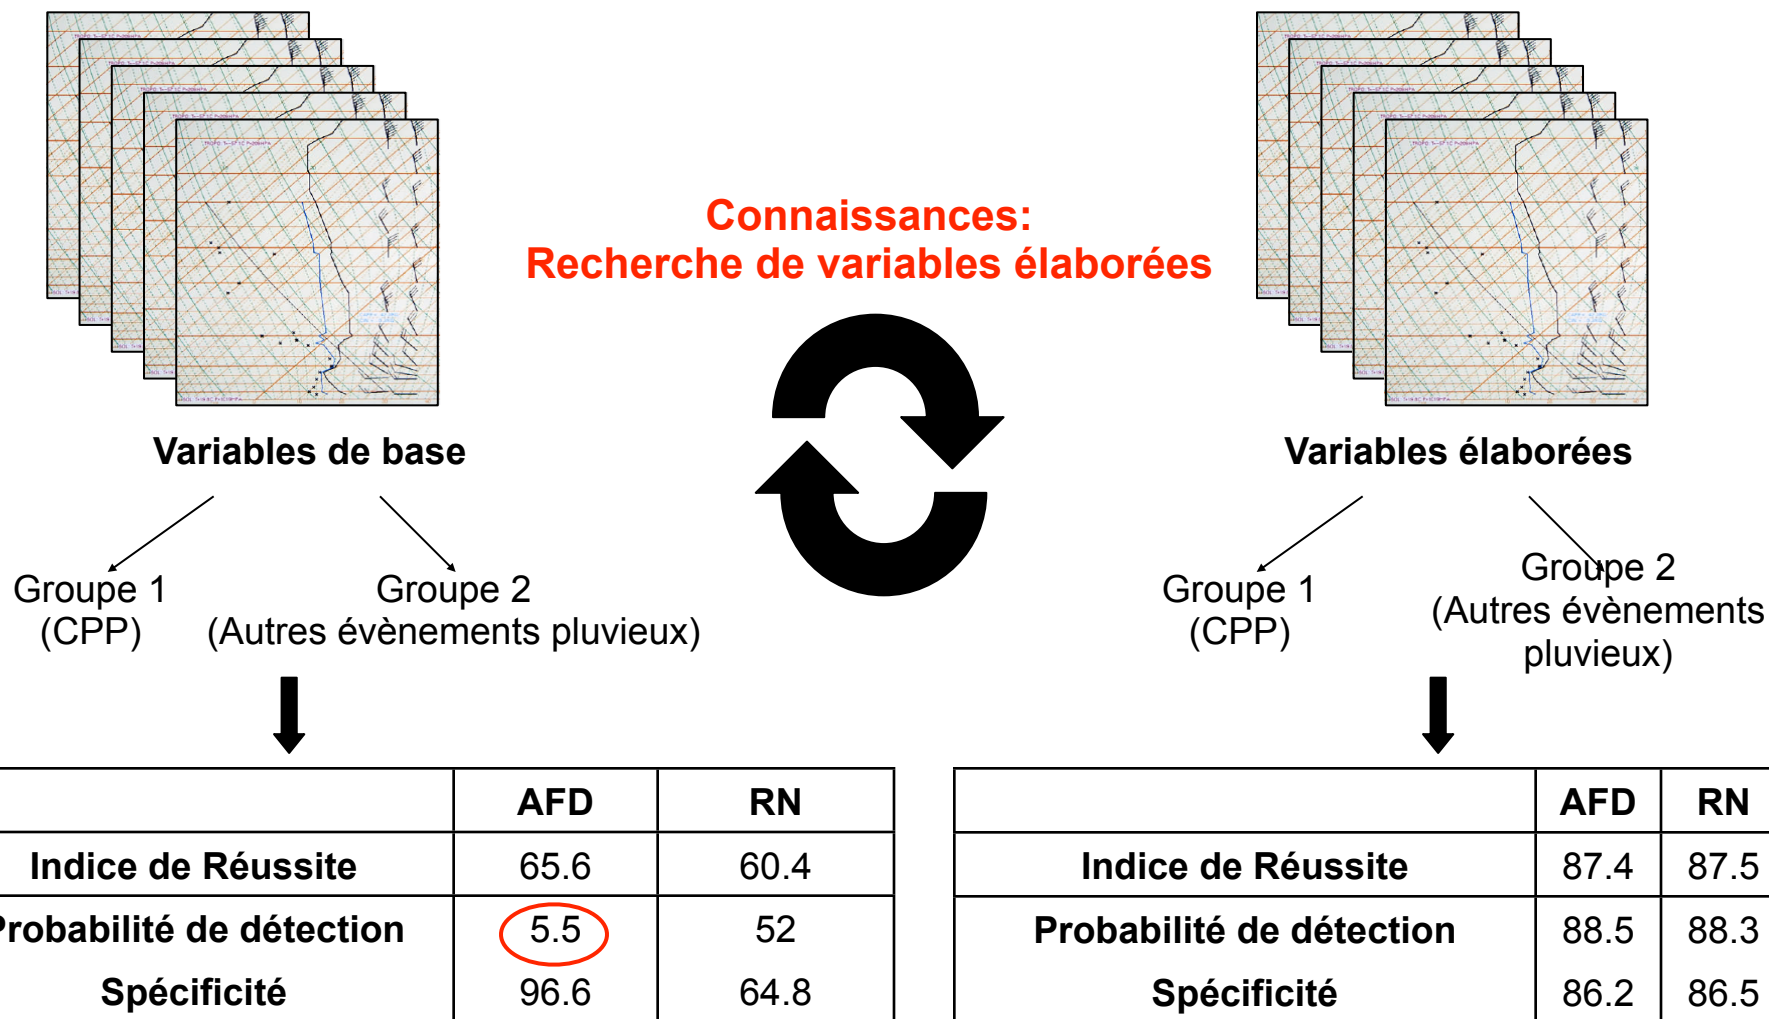 Connaissances:
Recherche de variables élaborées
Variables de base
Groupe 1
(CPP)
Groupe 2
(Autres évènements pluvieux)
Variables élaborées
Groupe 1
(CPP)
Groupe 2
(Autres évènements
pluvieux)
AFD RN
Indice de Réussite 65.6 60.4
Probabilité de détection 5.5 52
Spécificité 96.6 64.8
AFD RN
Indice de Réussite 87.4 87.5
Probabilité de détection 88.5 88.3
Spécificité 86.2 86.5